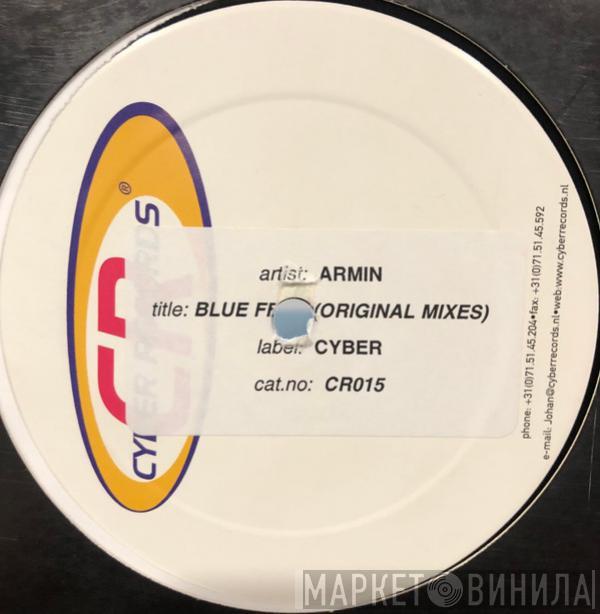 artist: ARMIN
title: BLUE (ORIGINAL MIXES)
label: CYBER
cat.no: CR015
CR
CYBER RECORDS
®
phone: +31(0)71.51.45.204•fax: +31(0)71.51.45.592
e-mail: Johan@cyberrecords.nl•web:www.cyberrecords.nl
МАРКЕТ ВИНИЛА